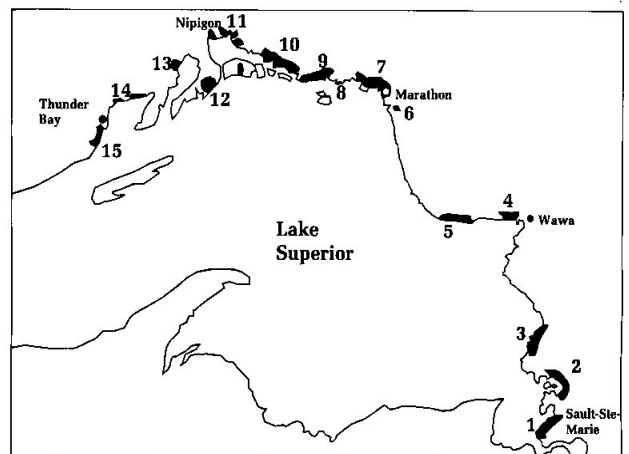 Nipigon 11
10
13
9
7
14
12
8
Marathon
Thunder
Bay
6
15
4
Wawa
5
Lake
Superior
3
2
Sault-Ste-
Marie
1